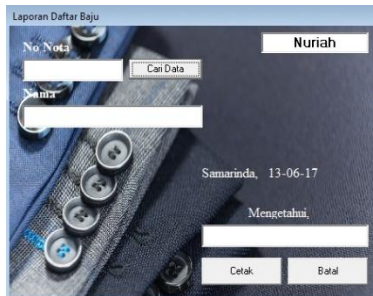 Laporan Daftar Baju
No Nota
Nuriah
Cari Data
Nama
Samarinda, 13-06-17
Mengetahui,
Cetak
Batal